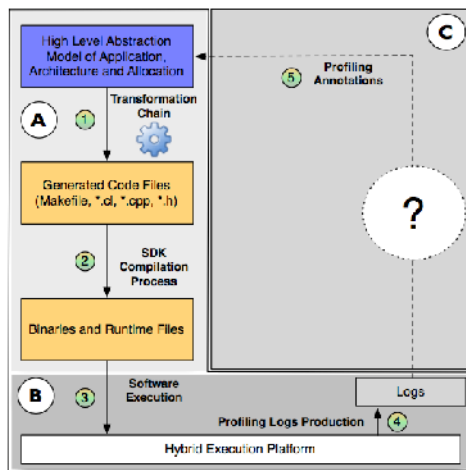 High Level Abstraction
Model of Application,
Architecture and Allocation
C
5
Profiling
Annotations
A
1
Transformation
Chain
Generated Code Files
(Makefile, *.cl, *.cpp, *.h)
?
2
SDK
Compilation
Process
Binaries and Runtime Files
B
3
Software
Execution
Logs
Profiling Logs Production
4
Hybrid Execution Platform